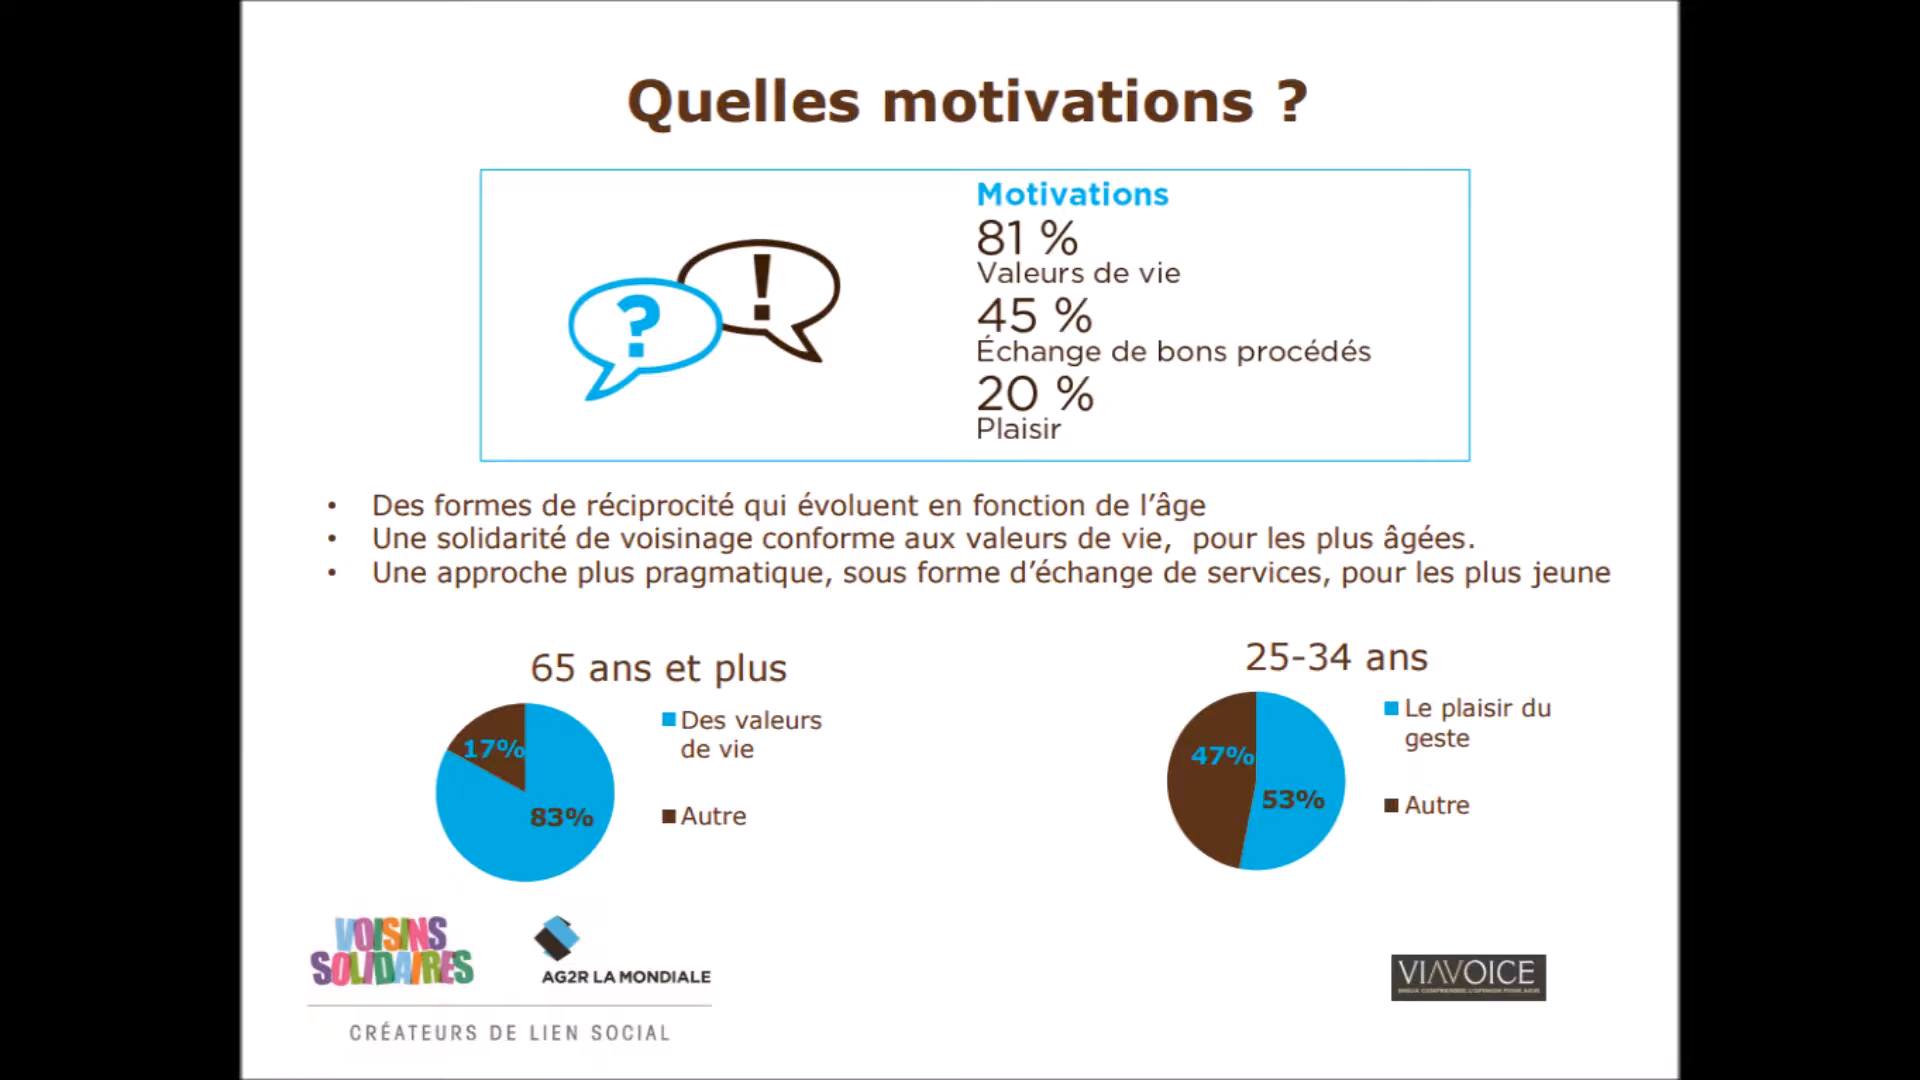 Quelles motivations ?
? !
Motivations
81 %
Valeurs de vie
45 %
Échange de bons procédés
20 %
Plaisir
• Des formes de réciprocité qui évoluent en fonction de l’âge
• Une solidarité de voisinage conforme aux valeurs de vie,  pour les plus âgées.
• Une approche plus pragmatique, sous forme d’échange de services, pour les plus jeune
65 ans et plus
17%
83%
Des valeurs
de vie
Autre
25-34 ans
47%
53%
Le plaisir du
geste
Autre
VOISINS
SOLIDAIRES
AG2R LA MONDIALE
CRÉATEURS DE LIEN SOCIAL
VIAVOICE